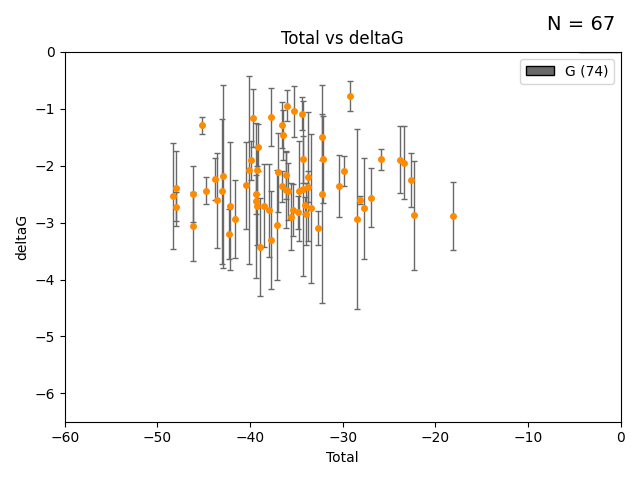 N = 67
Total vs deltaG
G (74)
0
−1
−2
−3
−4
−5
−6
deltaG
−60 −50 −40 −30 −20 −10 0
Total